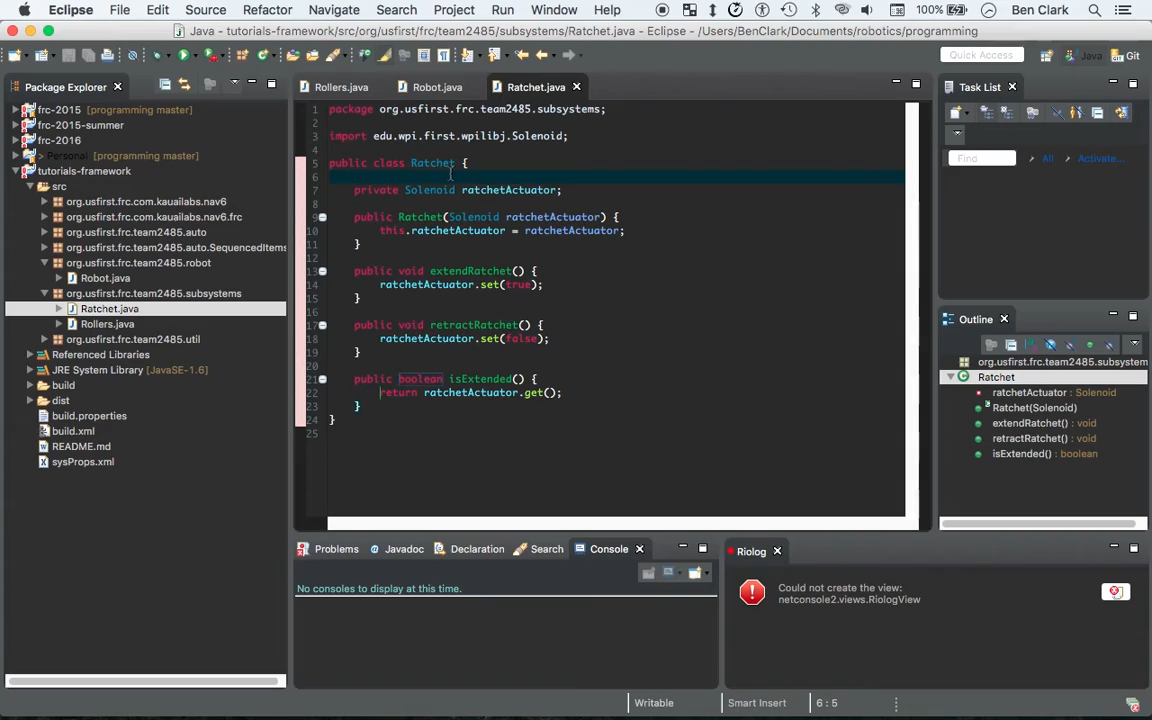 Eclipse File Edit Source Refactor Navigate Search Project Run Window Help 100% Ben Clark
Java - tutorials-framework/src/org/usfirst/frc/team2485/subsystems/Ratchet.java - Eclipse - /Users/BenClark/Documents/robotics/programming
Quick Access Java Git
Package Explorer
frc-2015 [programming master]
frc-2015-summer
frc-2016
> Personal [programming master]
tutorials-framework
src
org.usfirst.frc.com.kauailabs.nav6
org.usfirst.frc.com.kauailabs.nav6.frc
org.usfirst.frc.team2485.auto
org.usfirst.frc.team2485.auto.SequencedItems
org.usfirst.frc.team2485.robot
Robot.java
org.usfirst.frc.team2485.subsystems
Ratchet.java
Rollers.java
org.usfirst.frc.team2485.util
Referenced Libraries
JRE System Library [JavaSE-1.6]
build
dist
build.properties
build.xml
README.md
sysProps.xml
Rollers.java Robot.java Ratchet.java
1 package org.usfirst.frc.team2485.subsystems;
2
3 import edu.wpi.first.wpilibj.Solenoid;
4
5 public class Ratchet {
6
7 private Solenoid ratchetActuator;
8
9 public Ratchet(Solenoid ratchetActuator) {
10 this.ratchetActuator = ratchetActuator;
11 }
12
13 public void extendRatchet() {
14 ratchetActuator.set(true);
15 }
16
17 public void retractRatchet() {
18 ratchetActuator.set(false);
19 }
20
21 public boolean isExtended() {
22 return ratchetActuator.get();
23 }
24 }
25
Task List
Find All Activate...
Outline
org.usfirst.frc.team2485.subsystem
Ratchet
ratchetActuator : Solenoid
Ratchet(Solenoid)
extendRatchet() : void
retractRatchet() : void
isExtended() : boolean
Problems Javadoc Declaration Search Console
No consoles to display at this time.
Riolog
Could not create the view:
netconsole2.views.RiologView
Writable Smart Insert 6 : 5